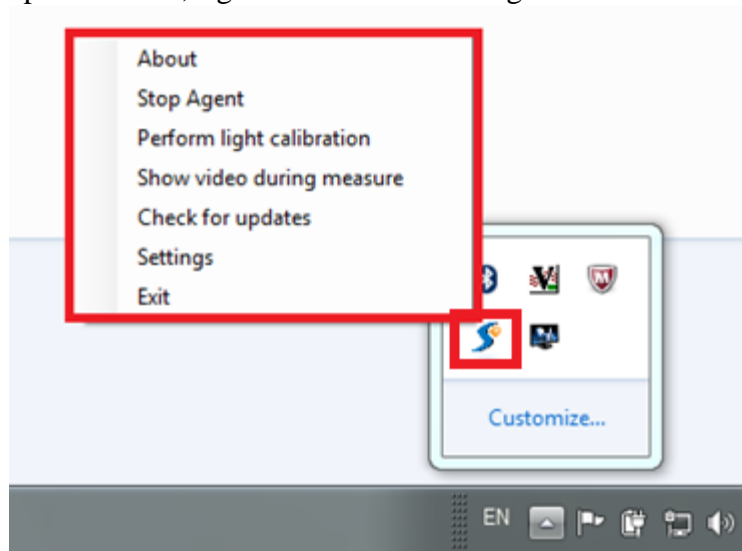 About
Stop Agent
Perform light calibration
Show video during measure
Check for updates
Settings
Exit
Customize...
EN